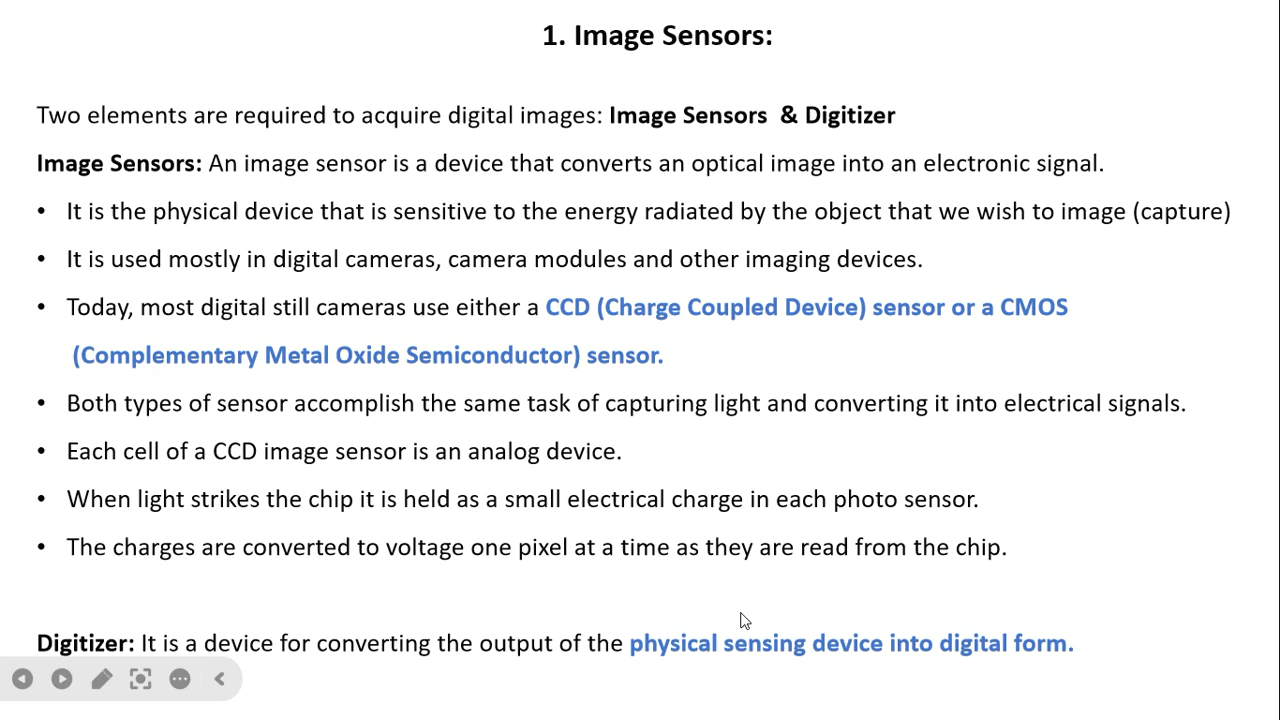 1. Image Sensors:
Two elements are required to acquire digital images: Image Sensors & Digitizer
Image Sensors: An image sensor is a device that converts an optical image into an electronic signal.
• It is the physical device that is sensitive to the energy radiated by the object that we wish to image (capture)
• It is used mostly in digital cameras, camera modules and other imaging devices.
• Today, most digital still cameras use either a CCD (Charge Coupled Device) sensor or a CMOS
(Complementary Metal Oxide Semiconductor) sensor.
• Both types of sensor accomplish the same task of capturing light and converting it into electrical signals.
• Each cell of a CCD image sensor is an analog device.
• When light strikes the chip it is held as a small electrical charge in each photo sensor.
• The charges are converted to voltage one pixel at a time as they are read from the chip.
Digitizer: It is a device for converting the output of the physical sensing device into digital form.